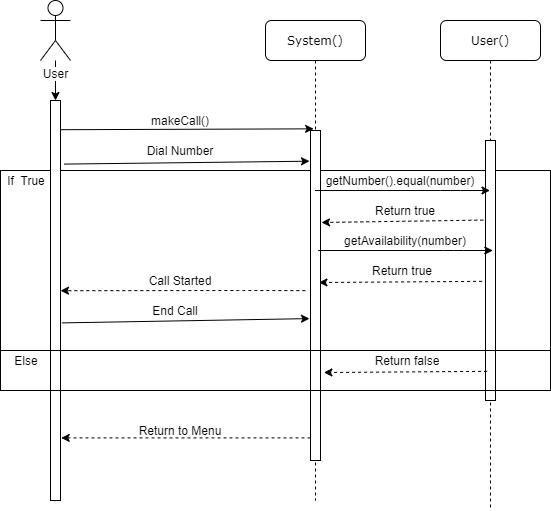 System()
User()
User
makeCall()
Dial Number
If  True
getNumber().equal(number)
Return true
getAvailability(number)
Return true
Call Started
End Call
Else
Return false
Return to Menu